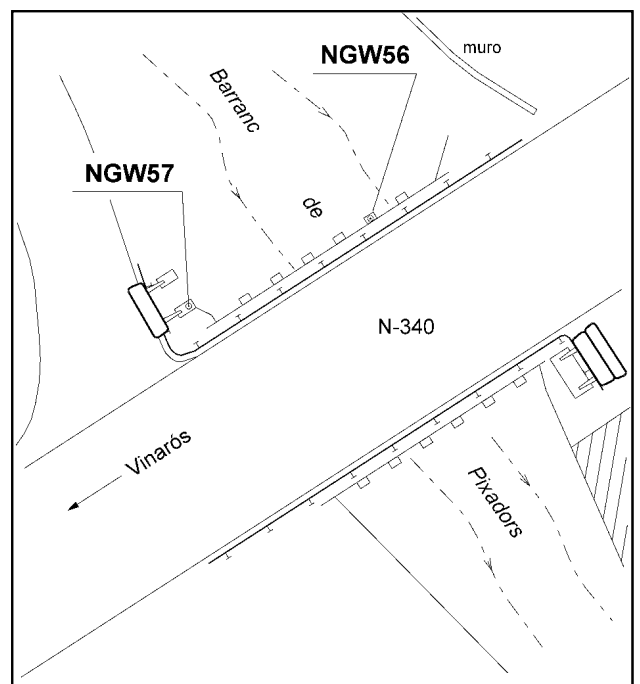 muro
NGW56
Barranc
NGW57
de
N-340
Vinarós
Pixadors